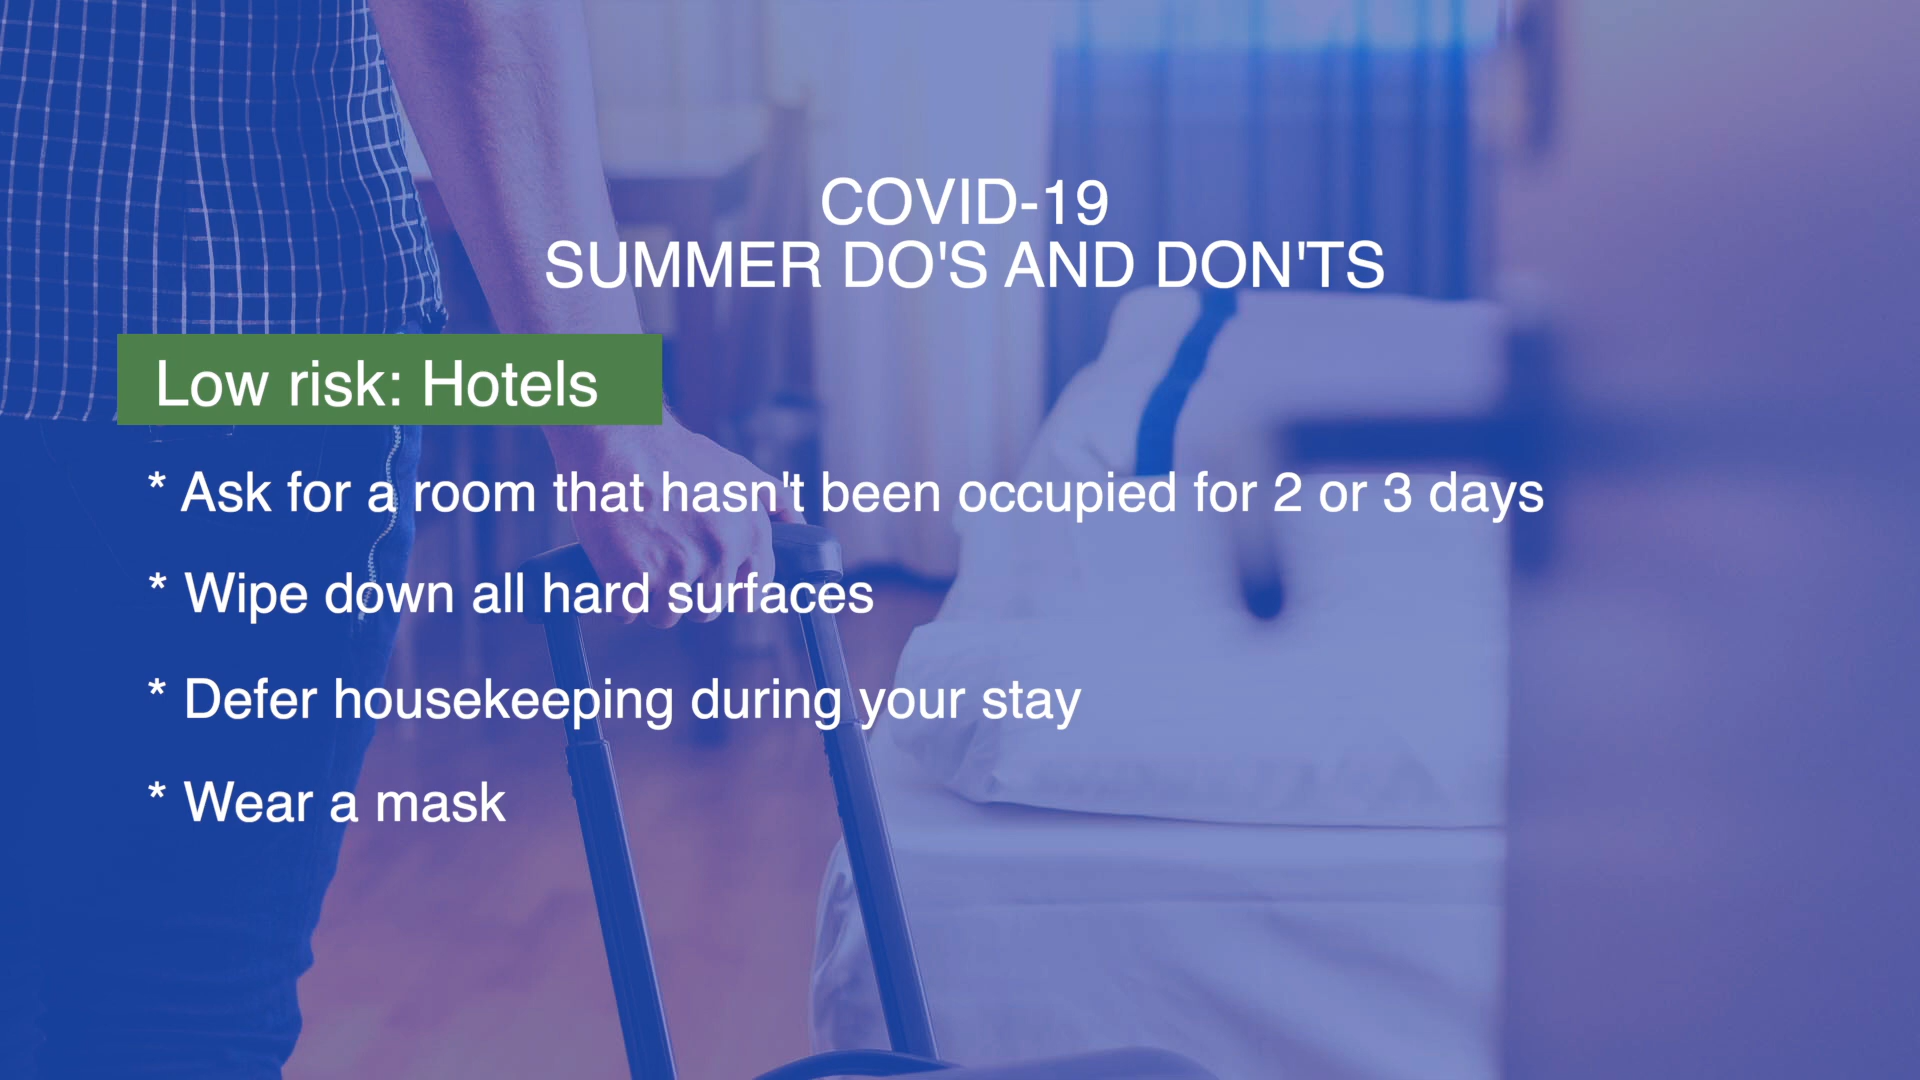 COVID-19
SUMMER DO'S AND DON'TS
Low risk: Hotels
* Ask for a room that hasn't been occupied for 2 or 3 days
* Wipe down all hard surfaces
* Defer housekeeping during your stay
* Wear a mask